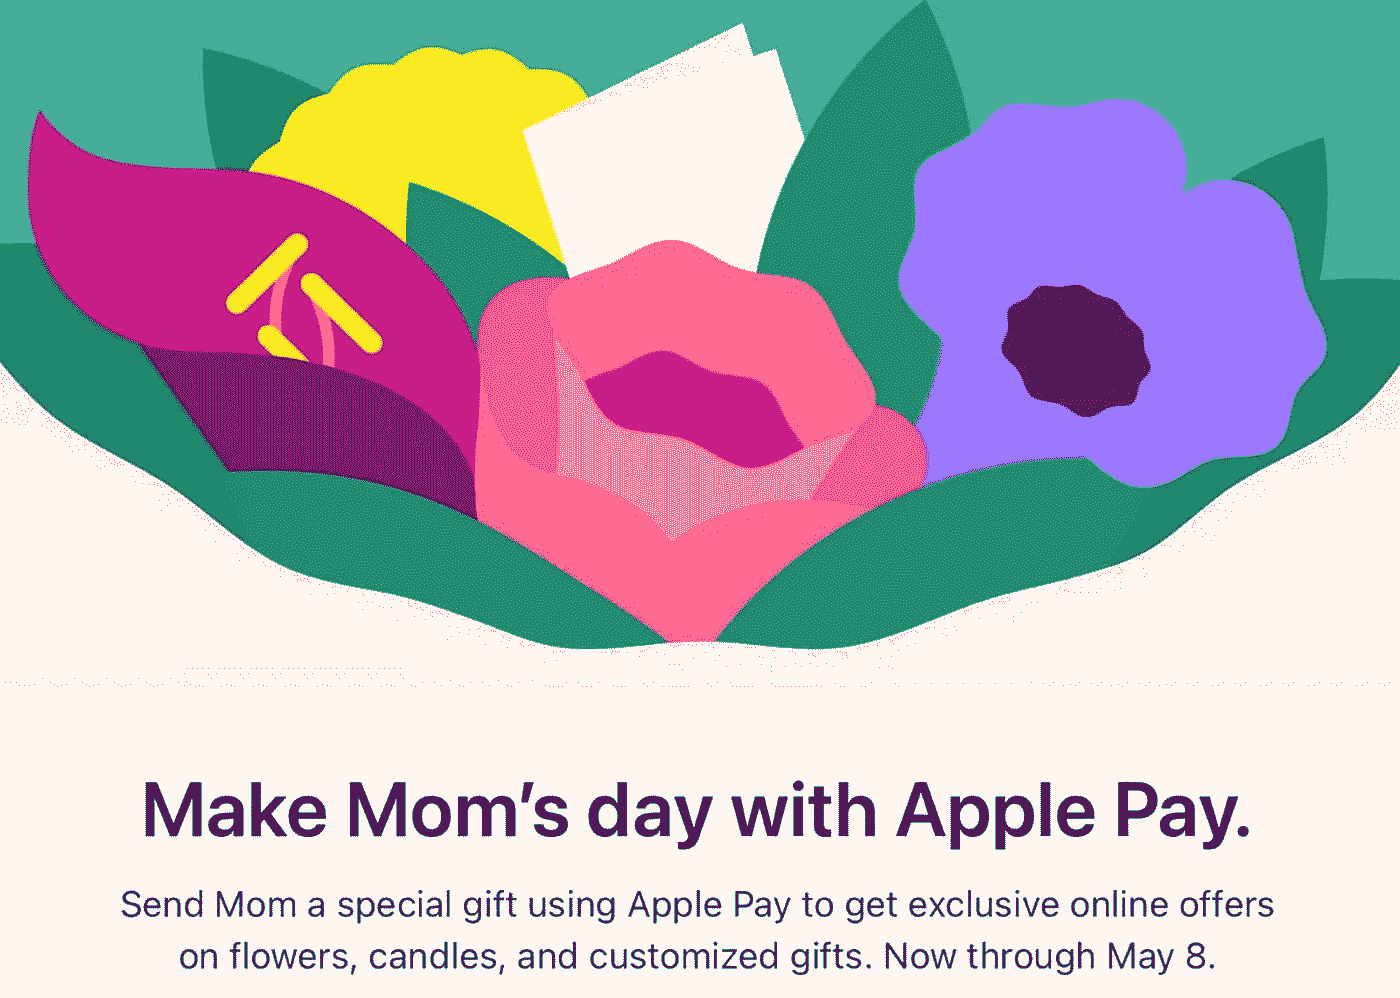 Make Mom’s day with Apple Pay.
Send Mom a special gift using Apple Pay to get exclusive online offers
on flowers, candles, and customized gifts. Now through May 8.